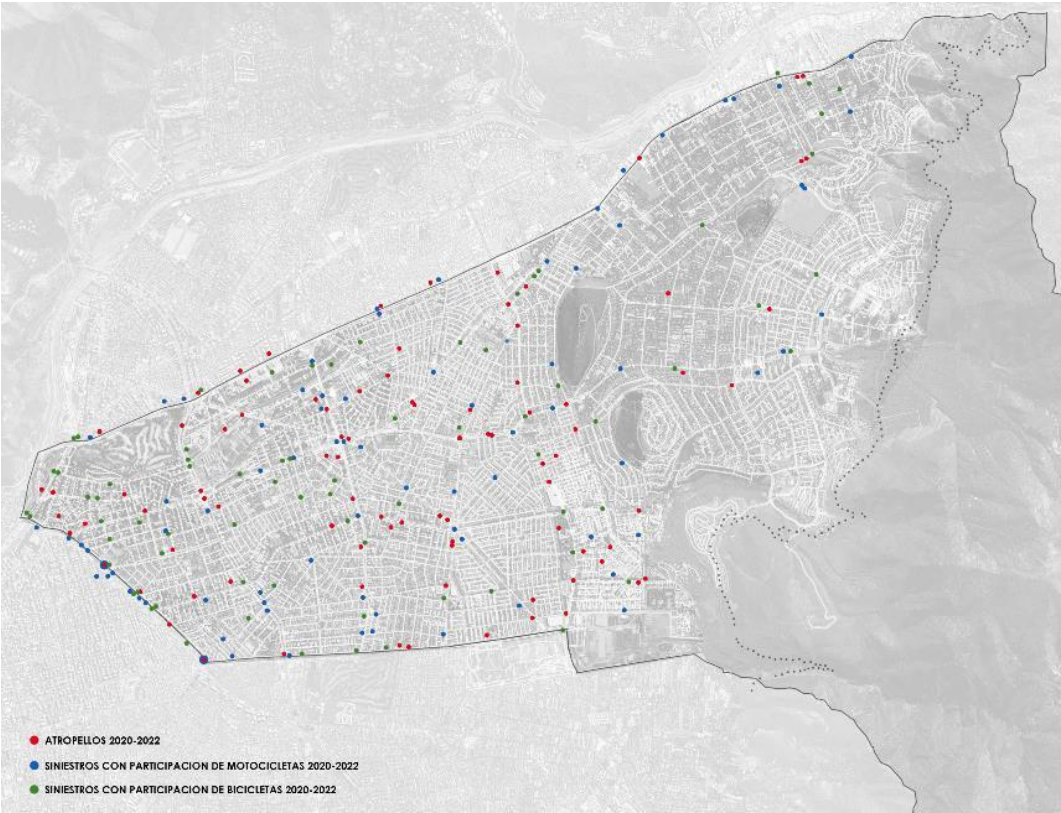 ATROPELLOS 2020-2022
SINIESTROS CON PARTICIPACION DE MOTOCICLETAS 2020-2022
SINIESTROS CON PARTICIPACION DE BICICLETAS 2020-2022